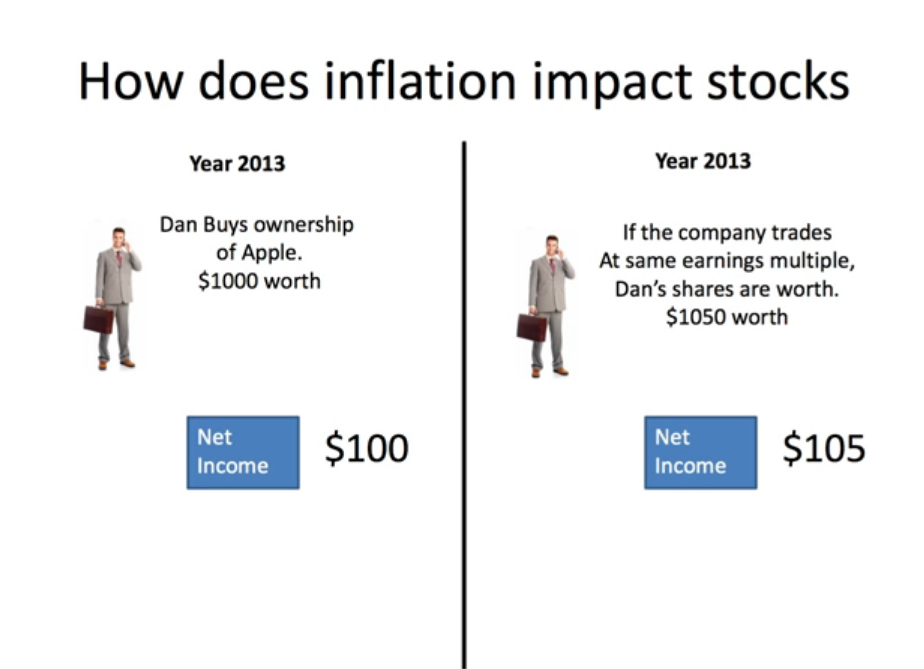 How does inflation impact stocks
Year 2013
Dan Buys ownership
of Apple.
$1000 worth
Net
Income
$100
Year 2013
If the company trades
At same earnings multiple,
Dan’s shares are worth.
$1050 worth
Net
Income
$105